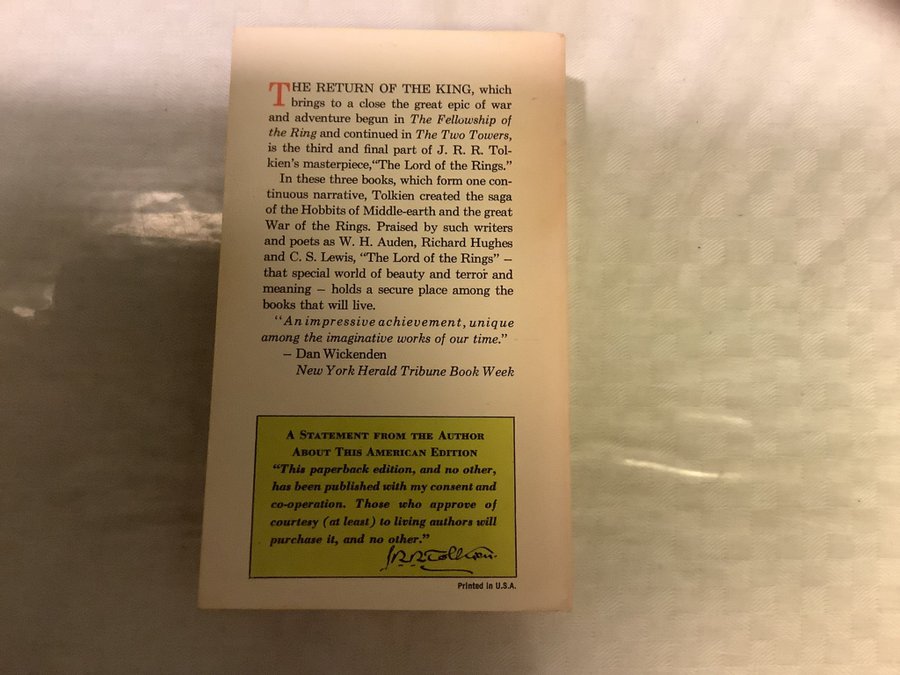 THE RETURN OF THE KING, which
brings to a close the great epic of war
and adventure begun in The Fellowship of
the Ring and continued in The Two Towers,
is the third and final part of J. R. R. Tol-
kien's masterpiece,"The Lord of the Rings."
In these three books, which form one con-
tinuous narrative, Tolkien created the saga
of the Hobbits of Middle-earth and the great
War of the Rings. Praised by such writers
and poets as W. H. Auden, Richard Hughes
and C. S. Lewis, "The Lord of the Rings" –
that special world of beauty and terror and
meaning – holds a secure place among the
books that will live.
"An impressive achievement, unique
among the imaginative works of our time."
– Dan Wickenden
New York Herald Tribune Book Week
A STATEMENT FROM THE AUTHOR
ABOUT THIS AMERICAN EDITION
"This paperback edition, and no other,
has been published with my consent and
co-operation. Those who approve of
courtesy (at least) to living authors will
purchase it, and no other."
J.R.R. Tolkien
Printed in U.S.A.